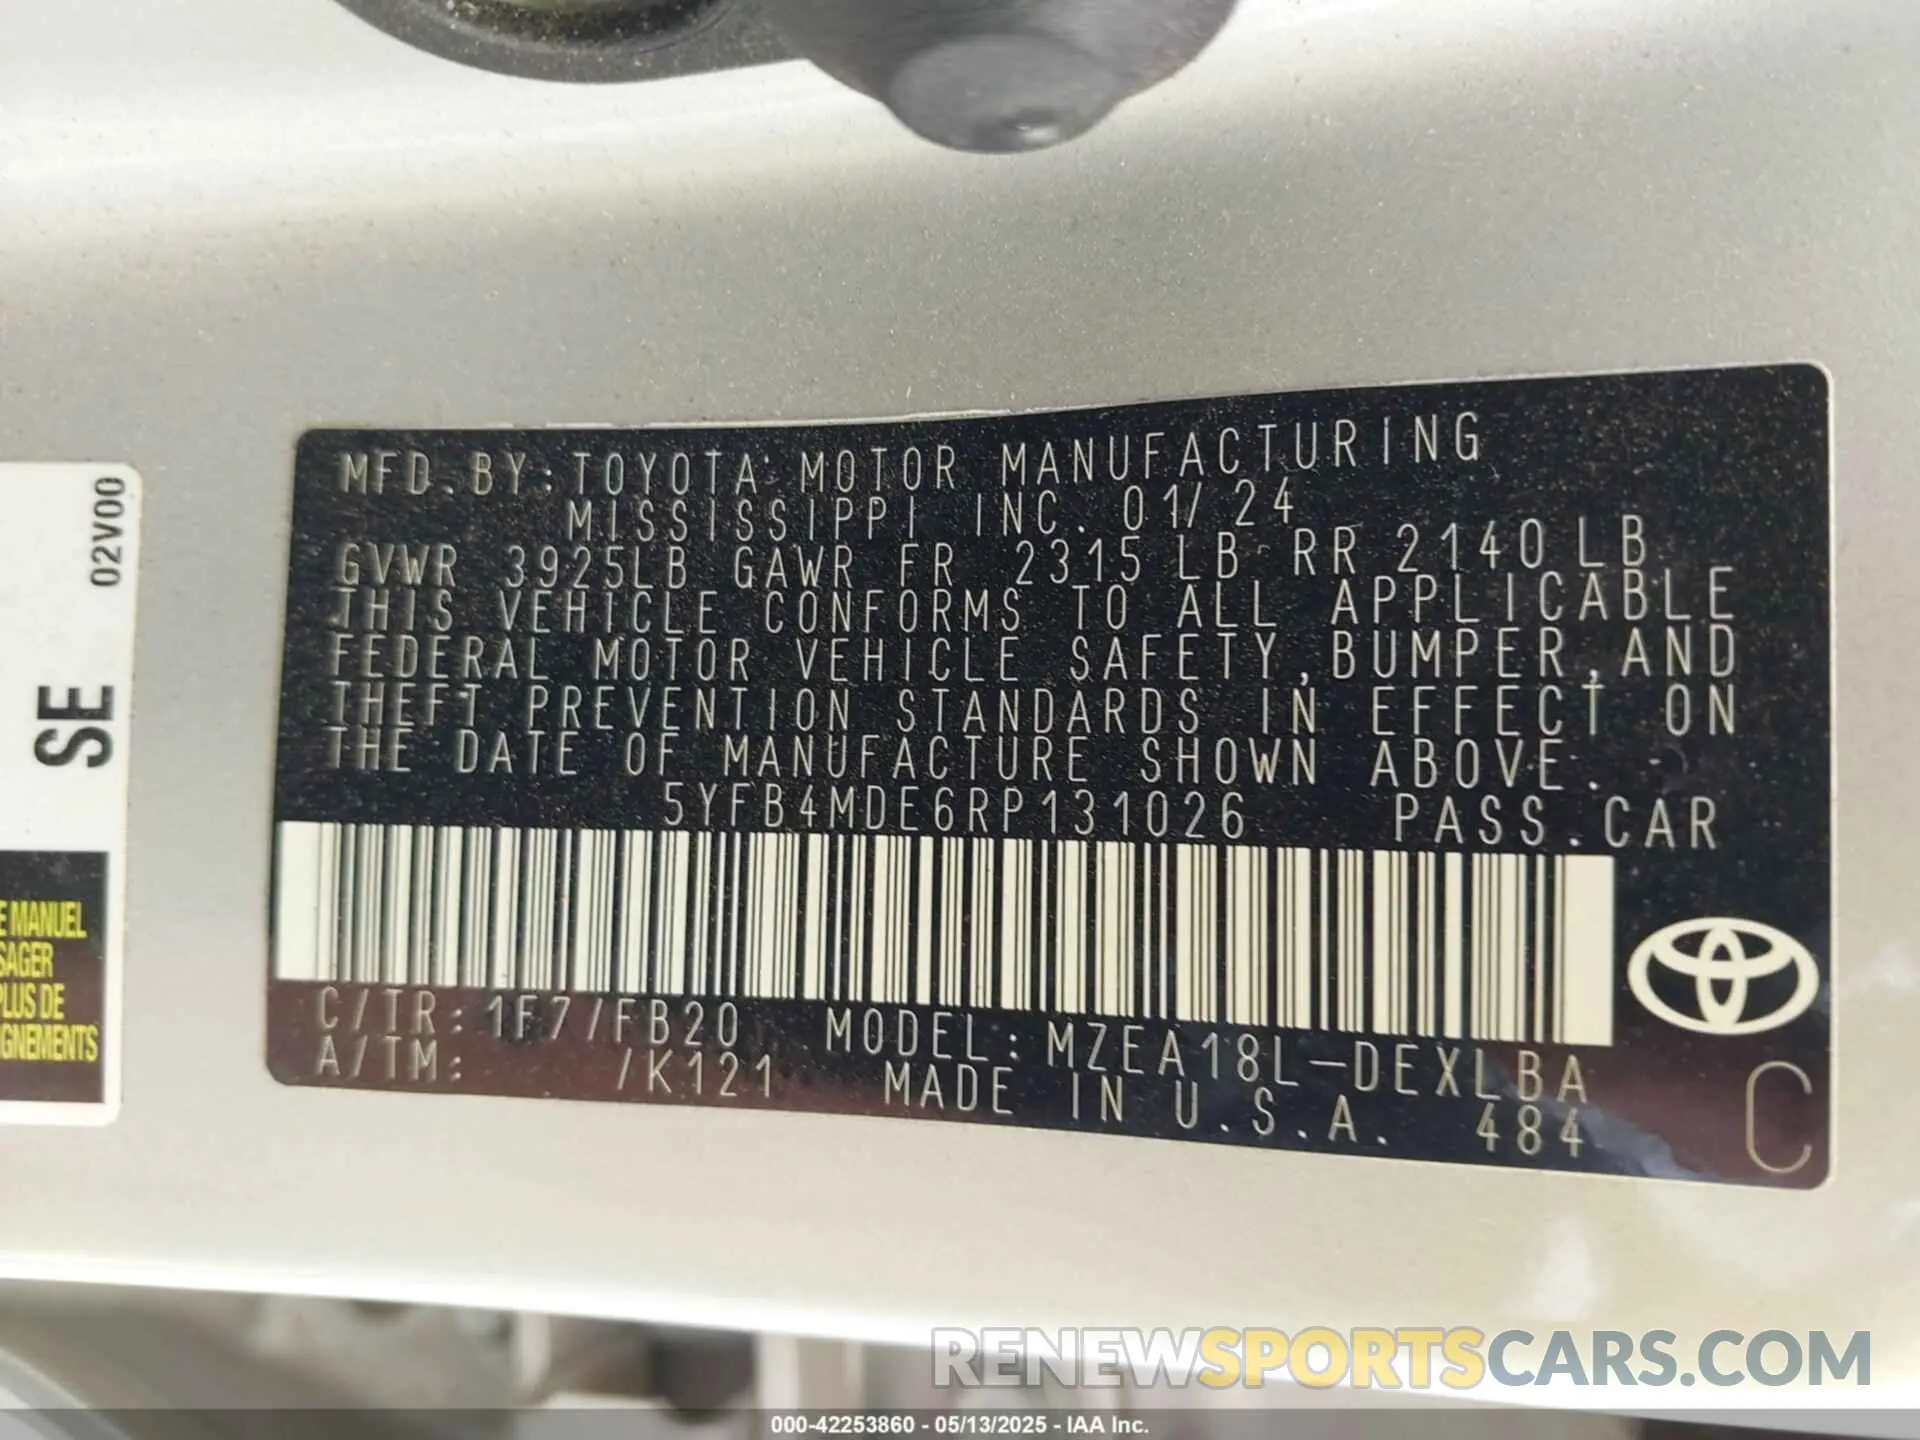 MFD. BY: TOYOTA MOTOR MANUFACTURING
MISSISSIPPI INC. 01/24
GVWR 3925LB GAWR FR 2315 LB RR 2140 LB
THIS VEHICLE CONFORMS TO ALL APPLICABLE
FEDERAL MOTOR VEHICLE SAFETY, BUMPER, AND
THEFT PREVENTION STANDARDS IN EFFECT ON
THE DATE OF MANUFACTURE SHOWN ABOVE.
5YFB4MDE6RP131026 PASS. CAR
C/TR: 1F7/FB20 MODEL: MZEA18L-DEXLBA
A/TM: /K121 MADE IN U.S.A. 484
C
02V00
SE
E MANUEL
SAGER
PLUS DE
IGNEMENTS
RENEWSPORTSCARS.COM
000-42253860 - 05/13/2025 - IAA Inc.